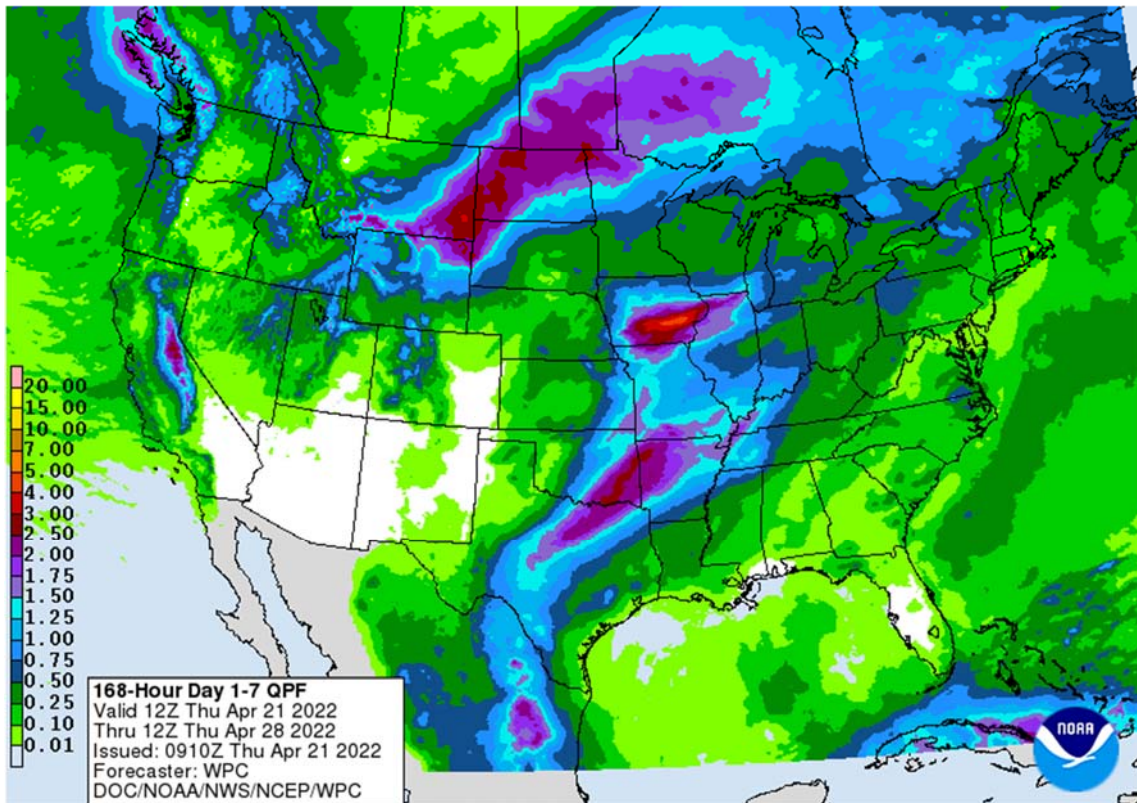 20.00
15.00
10.00
7.00
5.00
4.00
3.00
2.50
2.00
1.75
1.50
1.25
1.00
0.75
0.50
0.25
0.10
0.01
168-Hour Day 1-7 QPF
Valid 12Z Thu Apr 21 2022
Thru 12Z Thu Apr 28 2022
Issued: 0910Z Thu Apr 21 2022
Forecaster: WPC
DOC/NOAA/NWS/NCEP/WPC
NOAA